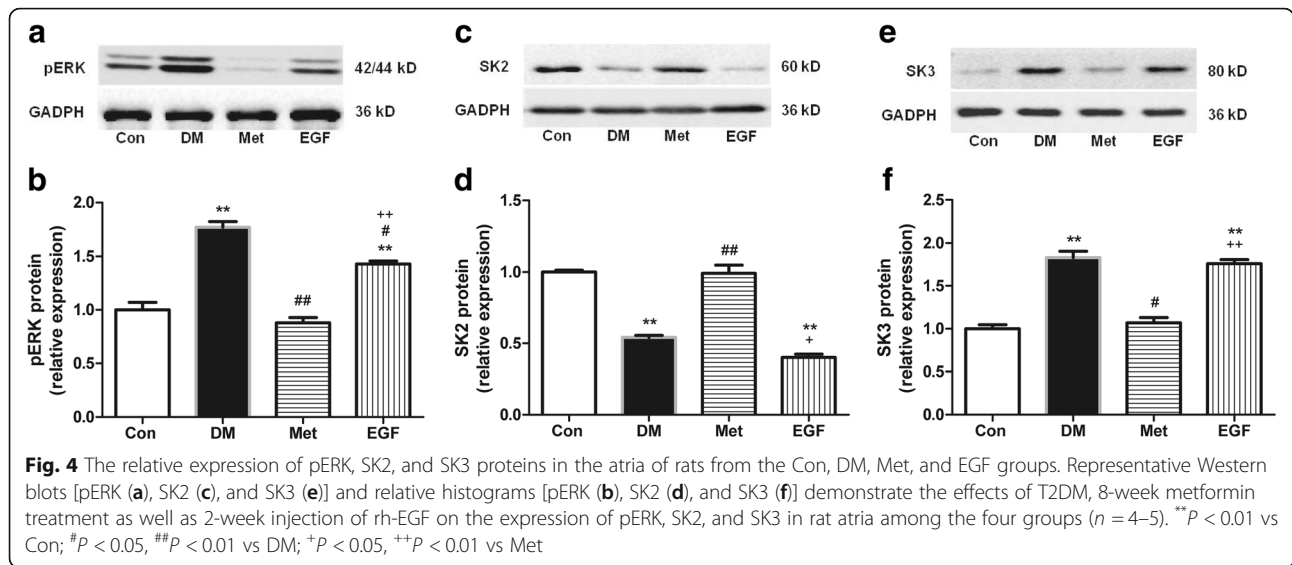 a
pERK 42/44 kD
GADPH 36 kD
Con DM Met EGF
c
SK2 60 kD
GADPH 36 kD
Con DM Met EGF
e
SK3 80 kD
GADPH 36 kD
Con DM Met EGF
b
pERK protein
(relative expression)
2.0
1.5
1.0
0.5
0.0
**
##
++
#
**
Con DM Met EGF
d
SK2 protein
(relative expression)
1.5
1.0
0.5
0.0
**
##
**
+
Con DM Met EGF
f
SK3 protein
(relative expression)
2.5
2.0
1.5
1.0
0.5
0.0
**
#
**
++
Con DM Met EGF
Fig. 4 The relative expression of pERK, SK2, and SK3 proteins in the atria of rats from the Con, DM, Met, and EGF groups. Representative Western
blots [pERK (a), SK2 (c), and SK3 (e)] and relative histograms [pERK (b), SK2 (d), and SK3 (f)] demonstrate the effects of T2DM, 8-week metformin
treatment as well as 2-week injection of rh-EGF on the expression of pERK, SK2, and SK3 in rat atria among the four groups (n = 4–5). **P < 0.01 vs
Con; #P < 0.05, ##P < 0.01 vs DM; +P < 0.05, ++P < 0.01 vs Met